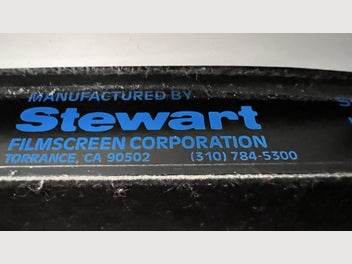 MANUFACTURED BY
Stewart
FILMSCREEN CORPORATION
TORRANCE, CA 90502 (310) 784-5300